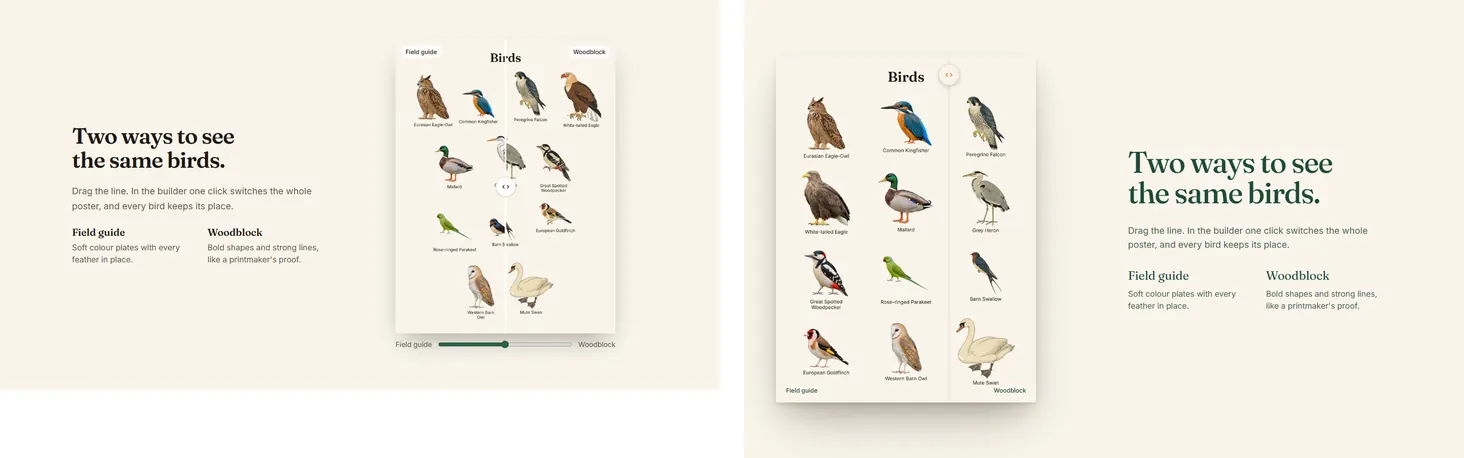 Two ways to see
the same birds.
Drag the line. In the builder one click switches the whole
poster, and every bird keeps its place.
Field guide
Soft colour plates with every
feather in place.
Woodblock
Bold shapes and strong lines,
like a printmaker's proof.
Field guide
Woodblock
Birds
Eurasian Eagle-Owl
Common Kingfisher
Peregrine Falcon
White-tailed Eagle
Mallard
Great Spotted
Woodpecker
Rose-ringed Parakeet
Barn Swallow
European Goldfinch
Western Barn
Owl
Mute Swan
Field guide
Woodblock
Birds
Eurasian Eagle-Owl
Common Kingfisher
Peregrine Falcon
White-tailed Eagle
Mallard
Grey Heron
Great Spotted
Woodpecker
Rose-ringed Parakeet
Barn Swallow
European Goldfinch
Western Barn Owl
Mute Swan
Field guide
Woodblock
Two ways to see
the same birds.
Drag the line. In the builder one click switches the whole
poster, and every bird keeps its place.
Field guide
Soft colour plates with every
feather in place.
Woodblock
Bold shapes and strong lines,
like a printmaker's proof.